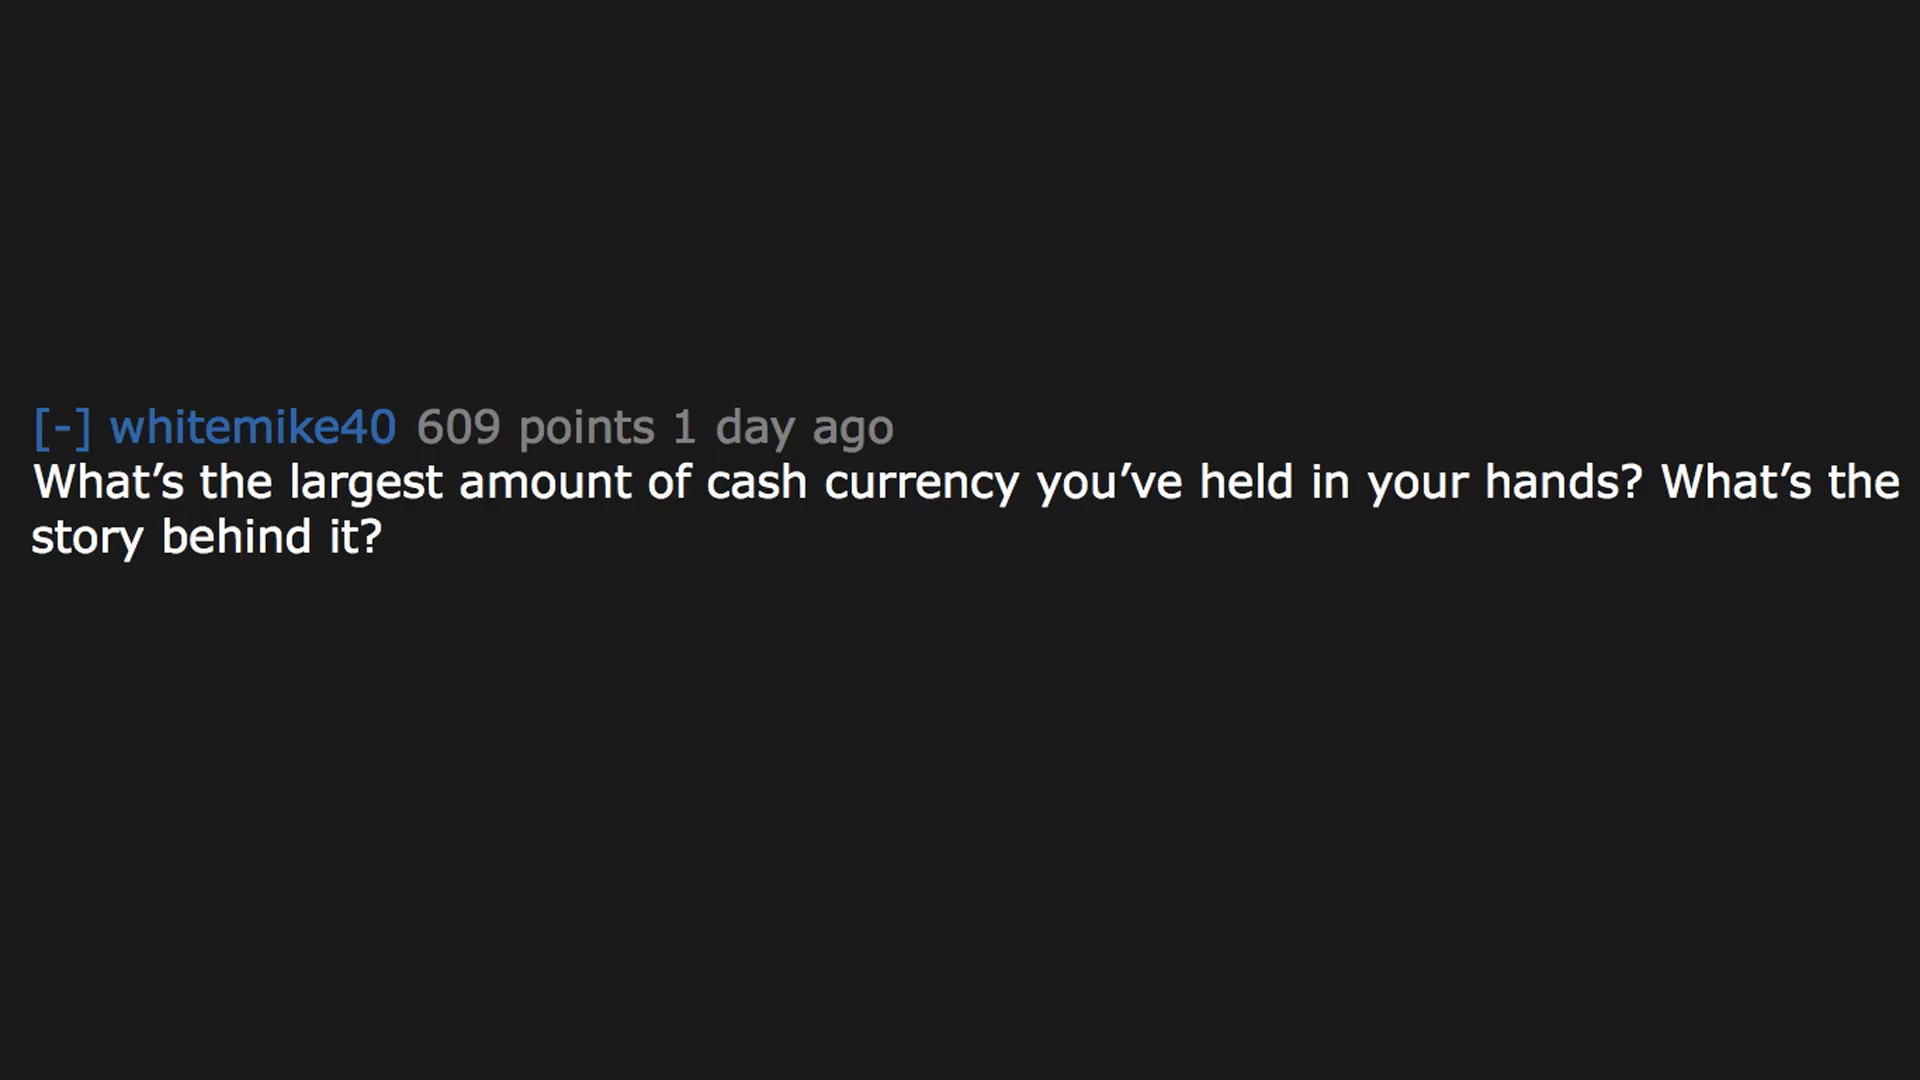 [-] whitemike40 609 points 1 day ago
What’s the largest amount of cash currency you’ve held in your hands? What’s the
story behind it?